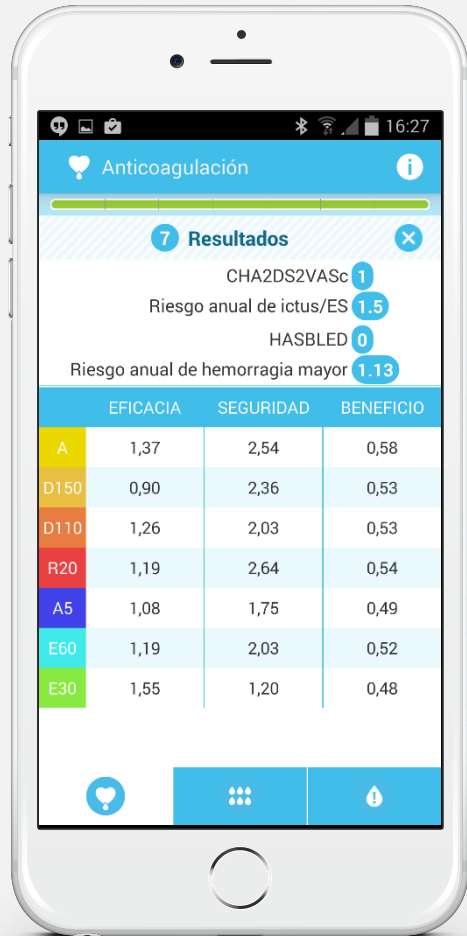 16:27
Anticoagulación
7 Resultados
CHA2DS2VASc 1
Riesgo anual de ictus/ES 1.5
HASBLED 0
Riesgo anual de hemorragia mayor 1.13
EFICACIA SEGURIDAD BENEFICIO
A 1,37 2,54 0,58
D150 0,90 2,36 0,53
D110 1,26 2,03 0,53
R20 1,19 2,64 0,54
A5 1,08 1,75 0,49
E60 1,19 2,03 0,52
E30 1,55 1,20 0,48